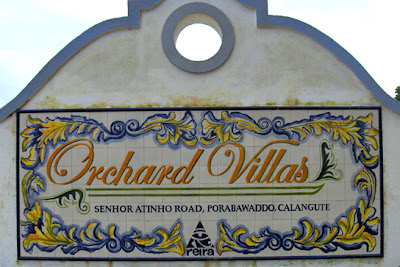 Orchard Villas
SENHOR ATINHO ROAD, PORABAWADDO. CALANGUTE
reira